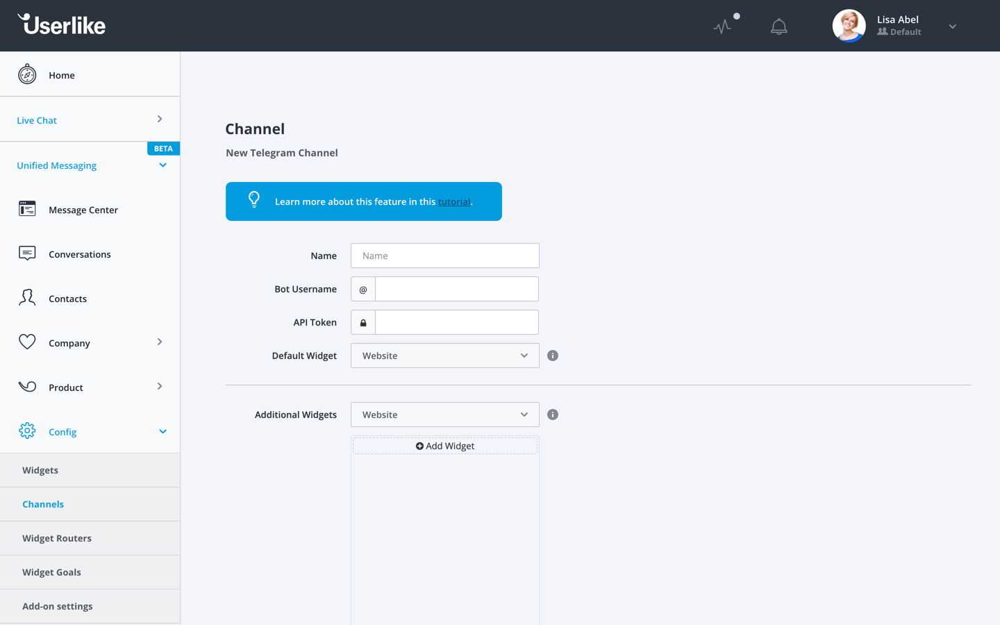 Userlike
Lisa Abel
Default
Home
Live Chat
BETA
Unified Messaging
Message Center
Conversations
Contacts
Company
Product
Config
Widgets
Channels
Widget Routers
Widget Goals
Add-on settings
Channel
New Telegram Channel
Learn more about this feature in this tutorial.
Name Name
Bot Username @
API Token
Default Widget Website
Additional Widgets Website
Add Widget